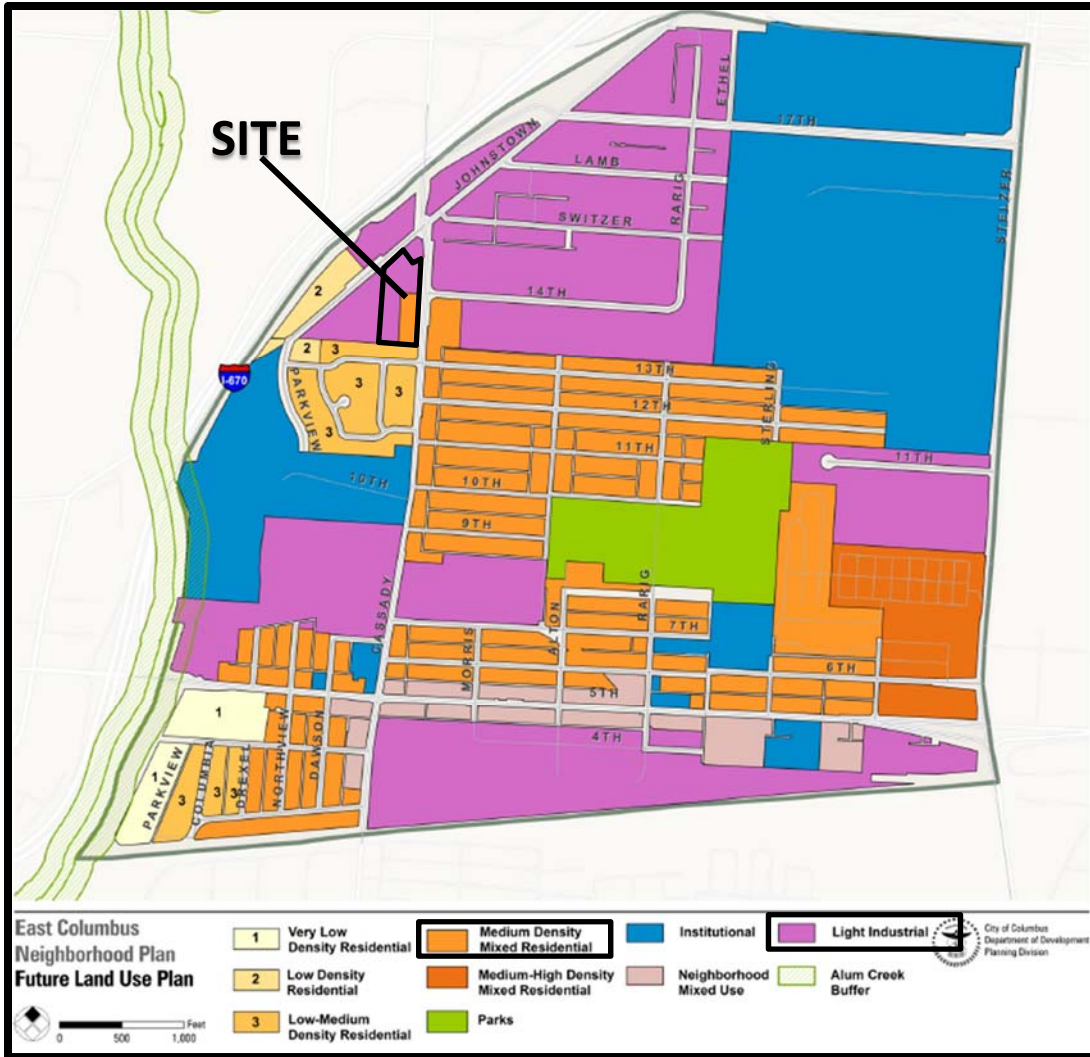 SITE
ETHEL
17TH
JOHNSTOWN
LAMB
RARIG
STELZER
SWITZER
2
14TH
2
3
I-670
13TH
3
3
STERLING
PARKVIEW
12TH
3
11TH
11TH
10TH
10TH
9TH
CASSADY
RARIG
ALTON
7TH
MORRIS
6TH
5TH
1
4TH
DAWSON
NORTHVIEW
DREXEL
COLUMBIA
PARKVIEW
1
3
3
3
East Columbus
Neighborhood Plan
Future Land Use Plan
0 500 1,000 Feet
1 Very Low
Density Residential
2 Low Density
Residential
3 Low-Medium
Density Residential
Medium Density
Mixed Residential
Medium-High Density
Mixed Residential
Parks
Institutional
Neighborhood
Mixed Use
Light Industrial
Alum Creek
Buffer
City of Columbus
Department of Development
Planning Division